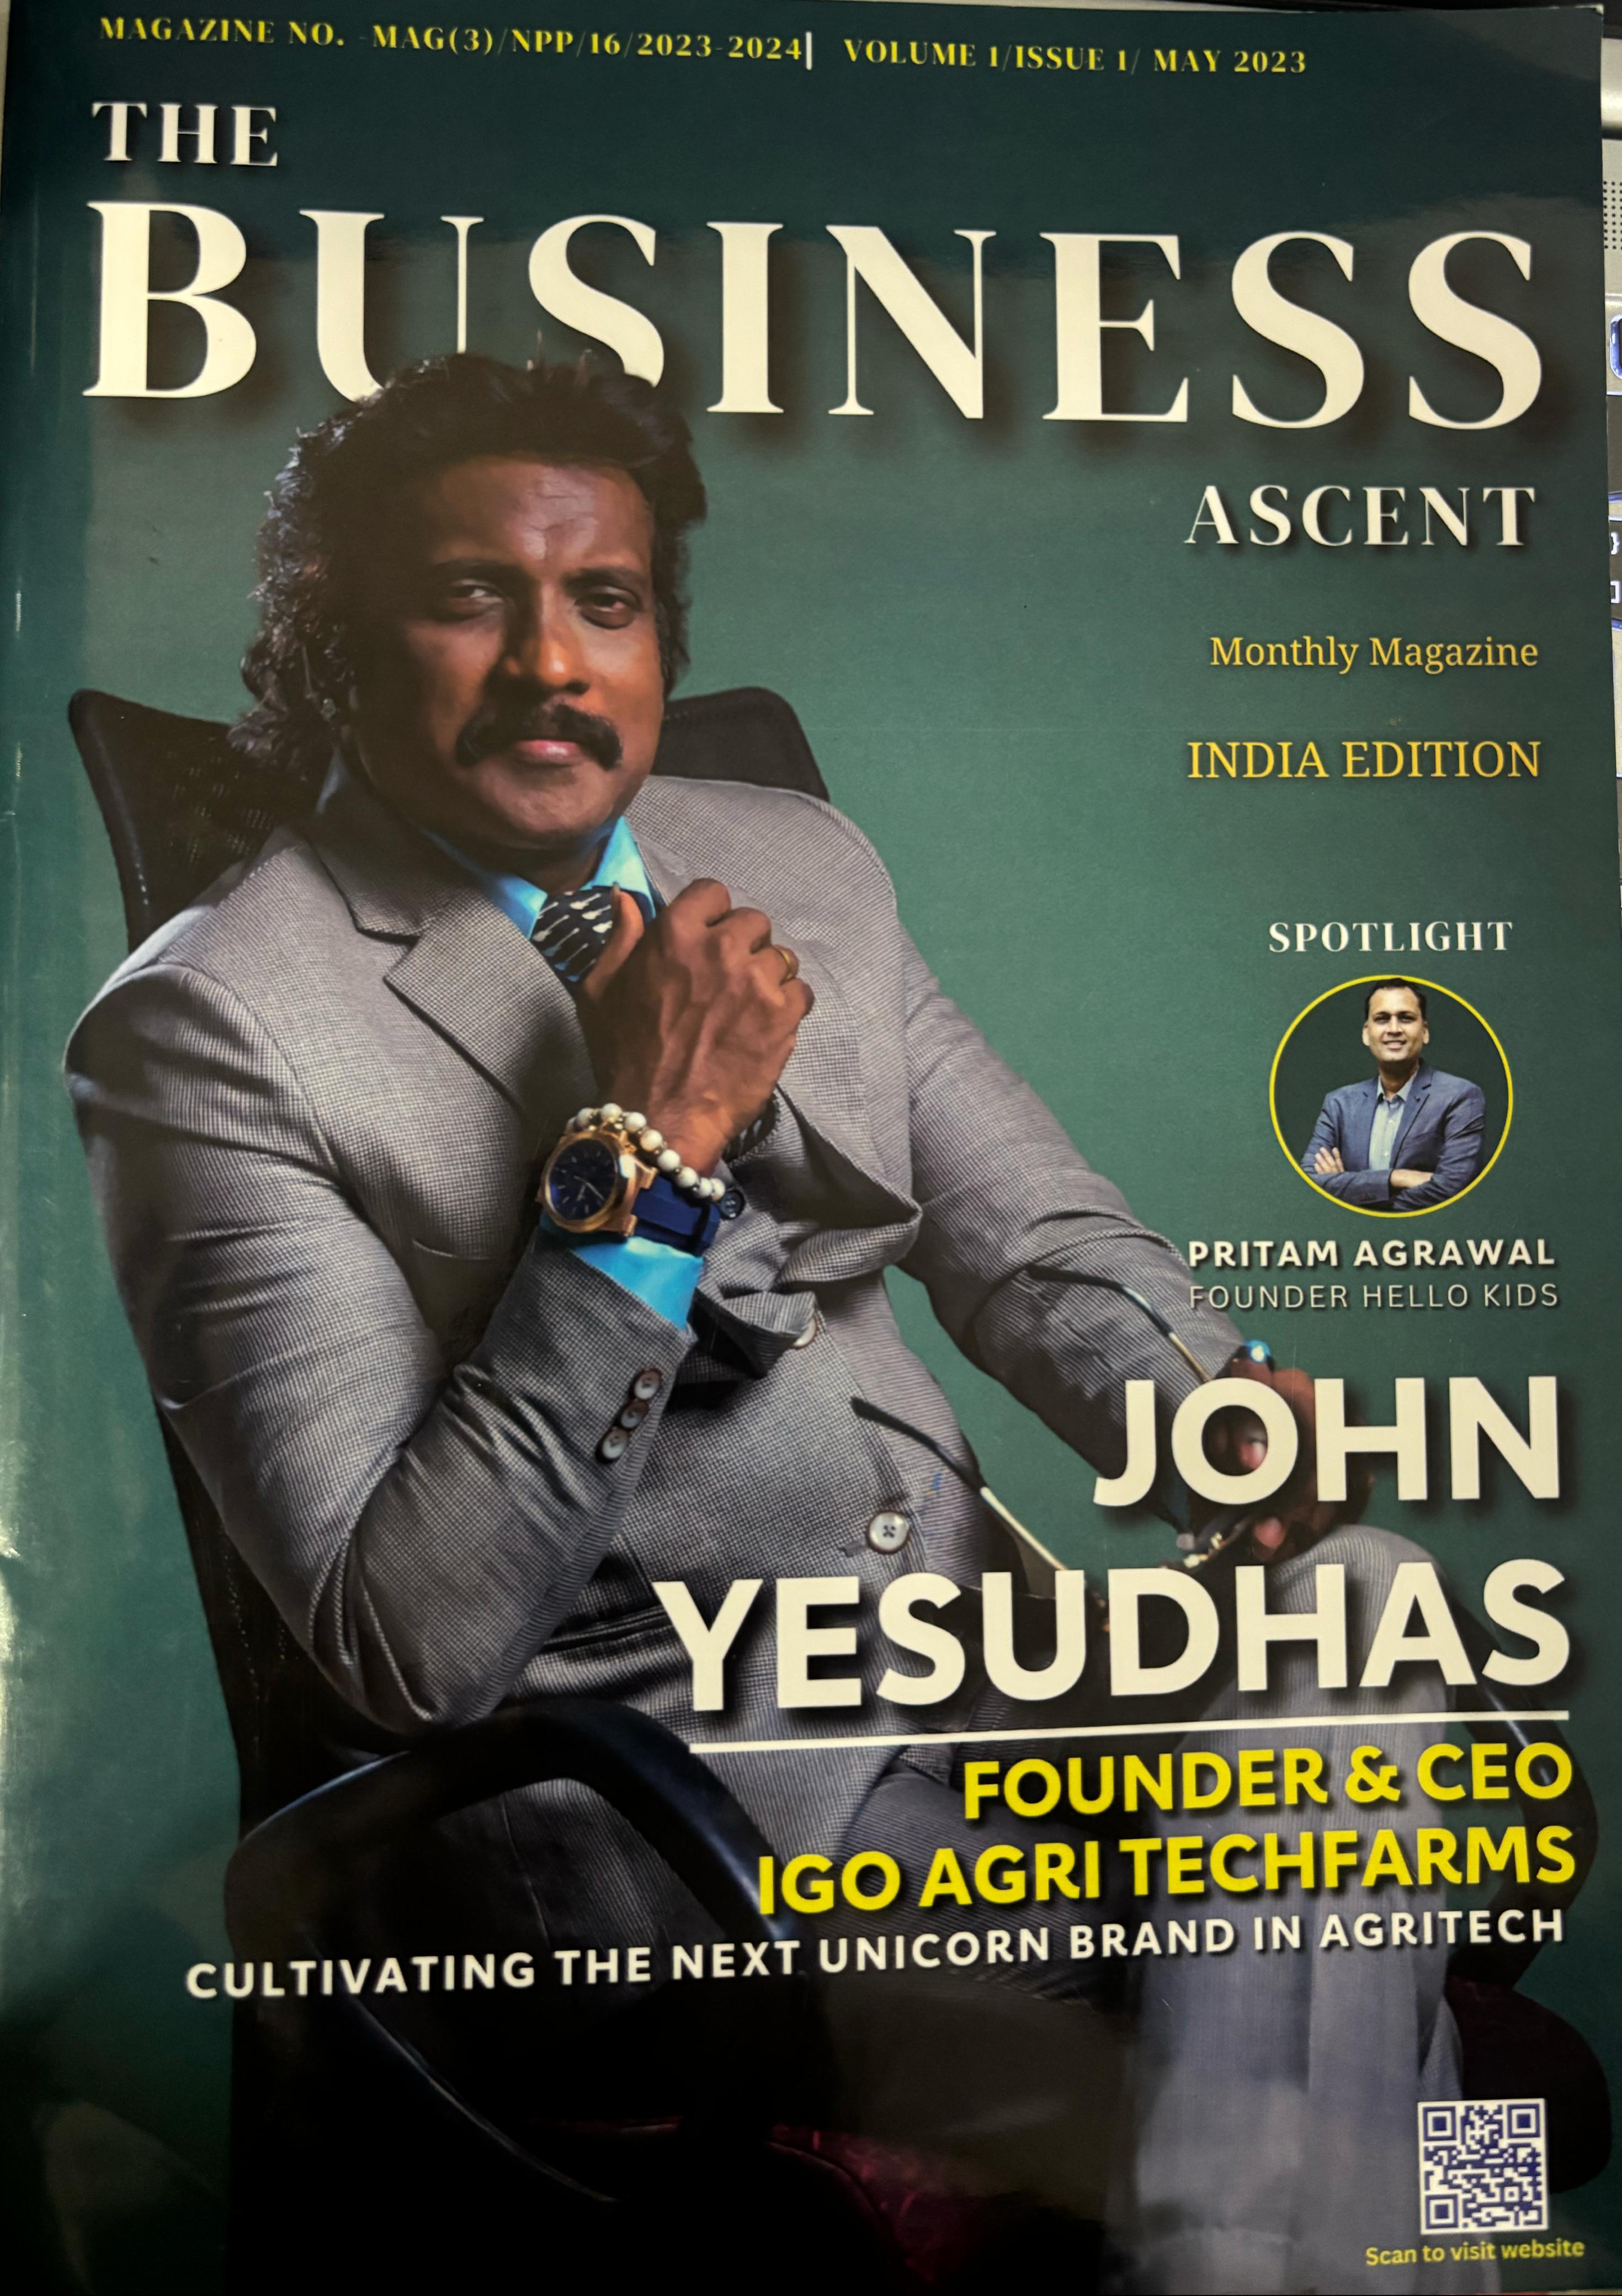 MAGAZINE NO. -MAG(3)/NPP/16/2023-2024| VOLUME 1/ISSUE 1/ MAY 2023
THE
BUSINESS
ASCENT
Monthly Magazine
INDIA EDITION
SPOTLIGHT
PRITAM AGRAWAL
FOUNDER HELLO KIDS
JOHN
YESUDHAS
FOUNDER & CEO
IGO AGRI TECHFARMS
CULTIVATING THE NEXT UNICORN BRAND IN AGRITECH
Scan to visit website